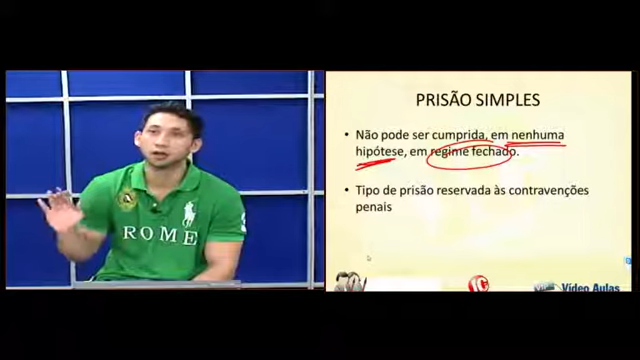 PRISÃO SIMPLES
• Não pode ser cumprida, em nenhuma
hipótese, em regime fechado.
• Tipo de prisão reservada às contravenções
penais
ROME
Vídeo Aulas